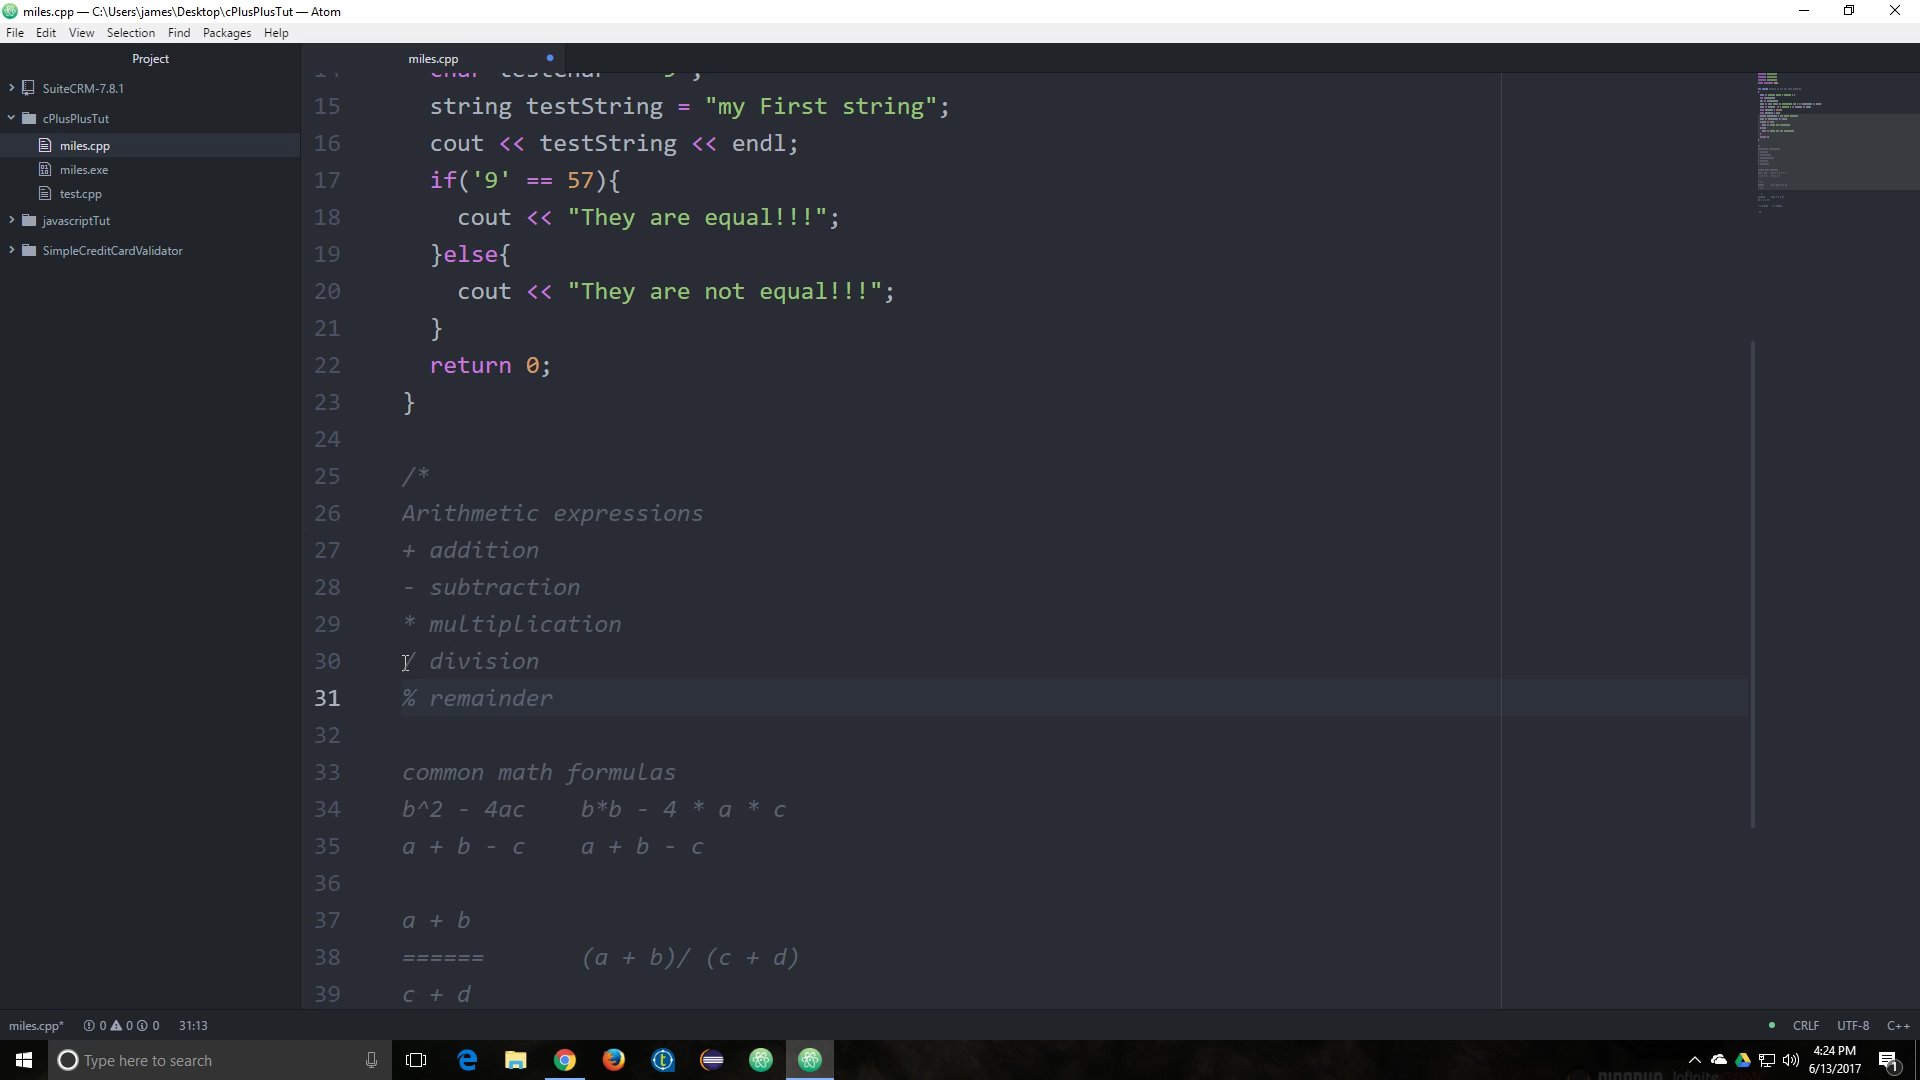 miles.cpp — C:\Users\james\Desktop\cPlusPlusTut — Atom
File Edit View Selection Find Packages Help
Project
miles.cpp
SuiteCRM-7.8.1
cPlusPlusTut
miles.cpp
miles.exe
test.cpp
javascriptTut
SimpleCreditCardValidator
15 string testString = "my First string";
16 cout << testString << endl;
17 if('9' == 57){
18 cout << "They are equal!!!";
19 }else{
20 cout << "They are not equal!!!";
21 }
22 return 0;
23 }
24
25 /*
26 Arithmetic expressions
27 + addition
28 - subtraction
29 * multiplication
30 / division
31 % remainder
32
33 common math formulas
34 b^2 - 4ac b*b - 4 * a * c
35 a + b - c a + b - c
36
37 a + b
38 ====== (a + b)/ (c + d)
39 c + d
miles.cpp* 0 0 0 31:13
CRLF UTF-8 C++
Type here to search
4:24 PM
6/13/2017
1